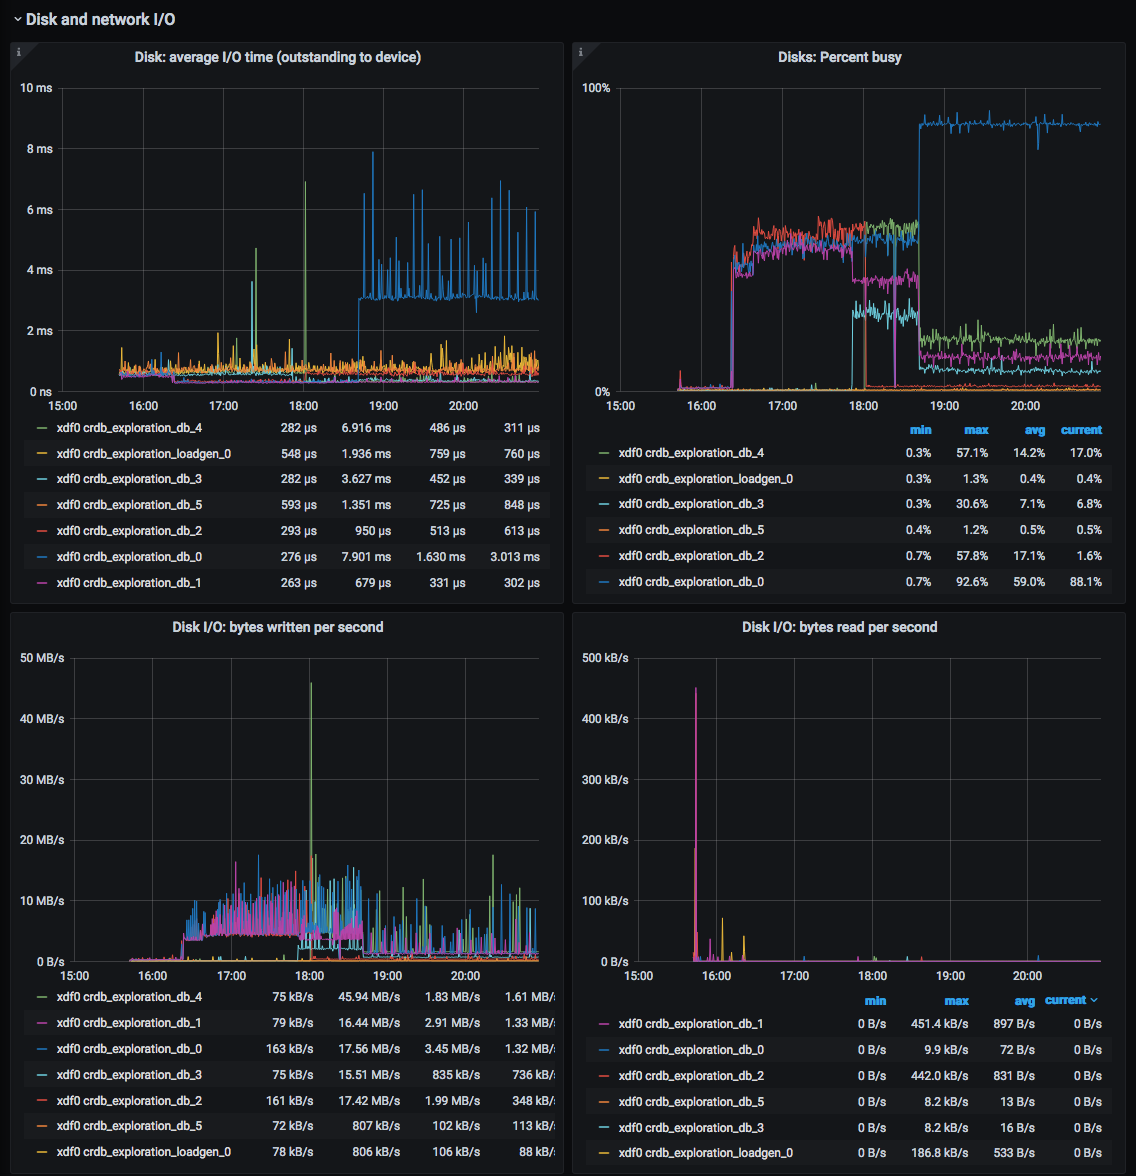 Disk and network I/O
Disk: average I/O time (outstanding to device)
10 ms
8 ms
6 ms
4 ms
2 ms
0 ns
15:00 16:00 17:00 18:00 19:00 20:00
xdf0 crdb_exploration_db_4 282 µs 6.916 ms 486 µs 311 µs
xdf0 crdb_exploration_loadgen_0 548 µs 1.936 ms 759 µs 760 µs
xdf0 crdb_exploration_db_3 282 µs 3.627 ms 452 µs 339 µs
xdf0 crdb_exploration_db_5 593 µs 1.351 ms 725 µs 848 µs
xdf0 crdb_exploration_db_2 293 µs 950 µs 513 µs 613 µs
xdf0 crdb_exploration_db_0 276 µs 7.901 ms 1.630 ms 3.013 ms
xdf0 crdb_exploration_db_1 263 µs 679 µs 331 µs 302 µs
Disks: Percent busy
100%
0%
15:00 16:00 17:00 18:00 19:00 20:00
min max avg current
xdf0 crdb_exploration_db_4 0.3% 57.1% 14.2% 17.0%
xdf0 crdb_exploration_loadgen_0 0.3% 1.3% 0.4% 0.4%
xdf0 crdb_exploration_db_3 0.3% 30.6% 7.1% 6.8%
xdf0 crdb_exploration_db_5 0.4% 1.2% 0.5% 0.5%
xdf0 crdb_exploration_db_2 0.7% 57.8% 17.1% 1.6%
xdf0 crdb_exploration_db_0 0.7% 92.6% 59.0% 88.1%
Disk I/O: bytes written per second
50 MB/s
40 MB/s
30 MB/s
20 MB/s
10 MB/s
0 B/s
15:00 16:00 17:00 18:00 19:00 20:00
xdf0 crdb_exploration_db_4 75 kB/s 45.94 MB/s 1.83 MB/s 1.61 MB/
xdf0 crdb_exploration_db_1 79 kB/s 16.44 MB/s 2.91 MB/s 1.33 MB/
xdf0 crdb_exploration_db_0 163 kB/s 17.56 MB/s 3.45 MB/s 1.32 MB/
xdf0 crdb_exploration_db_3 75 kB/s 15.51 MB/s 835 kB/s 736 kB/
xdf0 crdb_exploration_db_2 161 kB/s 17.42 MB/s 1.99 MB/s 348 kB/
xdf0 crdb_exploration_db_5 72 kB/s 807 kB/s 102 kB/s 113 kB/
xdf0 crdb_exploration_loadgen_0 78 kB/s 806 kB/s 106 kB/s 88 kB/
Disk I/O: bytes read per second
500 kB/s
400 kB/s
300 kB/s
200 kB/s
100 kB/s
0 B/s
15:00 16:00 17:00 18:00 19:00 20:00
min max avg current
xdf0 crdb_exploration_db_1 0 B/s 451.4 kB/s 897 B/s 0 B/s
xdf0 crdb_exploration_db_0 0 B/s 9.9 kB/s 72 B/s 0 B/s
xdf0 crdb_exploration_db_2 0 B/s 442.0 kB/s 831 B/s 0 B/s
xdf0 crdb_exploration_db_5 0 B/s 8.2 kB/s 13 B/s 0 B/s
xdf0 crdb_exploration_db_3 0 B/s 8.2 kB/s 16 B/s 0 B/s
xdf0 crdb_exploration_loadgen_0 0 B/s 186.8 kB/s 533 B/s 0 B/s